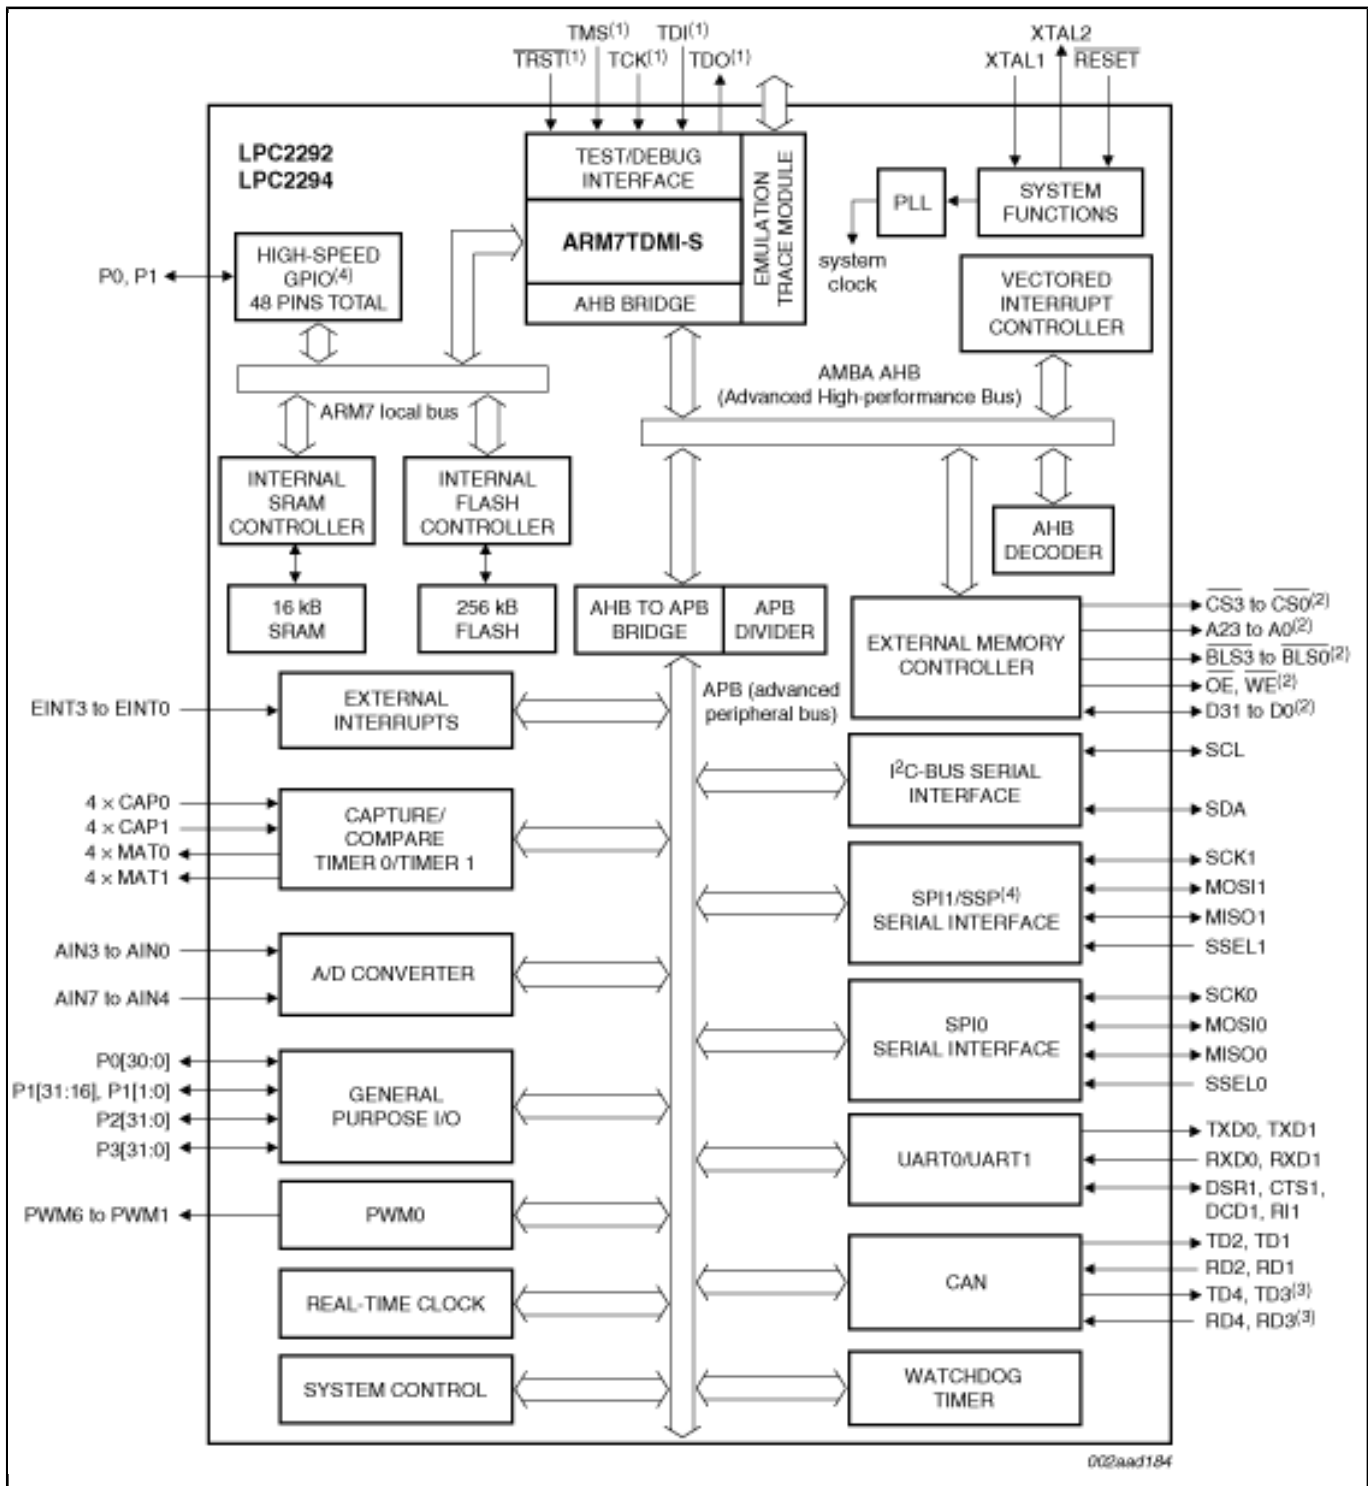 TMS(1)
TDI(1)
TRST(1)
TCK(1)
TDO(1)
XTAL2
XTAL1
RESET
LPC2292
LPC2294
TEST/DEBUG
INTERFACE
ARM7TDMI-S
AHB BRIDGE
EMULATION
TRACE MODULE
PLL
SYSTEM
FUNCTIONS
system
clock
HIGH-SPEED
GPIO(4)
48 PINS TOTAL
P0, P1
VECTORED
INTERRUPT
CONTROLLER
AMBA AHB
(Advanced High-performance Bus)
ARM7 local bus
INTERNAL
SRAM
CONTROLLER
INTERNAL
FLASH
CONTROLLER
AHB
DECODER
16 kB
SRAM
256 kB
FLASH
AHB TO APB
BRIDGE
APB
DIVIDER
EXTERNAL MEMORY
CONTROLLER
CS3 to CS0(2)
A23 to A0(2)
BLS3 to BLS0(2)
OE, WE(2)
D31 to D0(2)
APB (advanced
peripheral bus)
EINT3 to EINT0
EXTERNAL
INTERRUPTS
I2C-BUS SERIAL
INTERFACE
SCL
SDA
4 × CAP0
4 × CAP1
4 × MAT0
4 × MAT1
CAPTURE/
COMPARE
TIMER 0/TIMER 1
SPI1/SSP(4)
SERIAL INTERFACE
SCK1
MOSI1
MISO1
SSEL1
AIN3 to AIN0
AIN7 to AIN4
A/D CONVERTER
SPI0
SERIAL INTERFACE
SCK0
MOSI0
MISO0
SSEL0
P0[30:0]
P1[31:16], P1[1:0]
P2[31:0]
P3[31:0]
GENERAL
PURPOSE I/O
UART0/UART1
TXD0, TXD1
RXD0, RXD1
DSR1, CTS1,
DCD1, RI1
PWM6 to PWM1
PWM0
CAN
TD2, TD1
RD2, RD1
TD4, TD3(3)
RD4, RD3(3)
REAL-TIME CLOCK
SYSTEM CONTROL
WATCHDOG
TIMER
002aad184